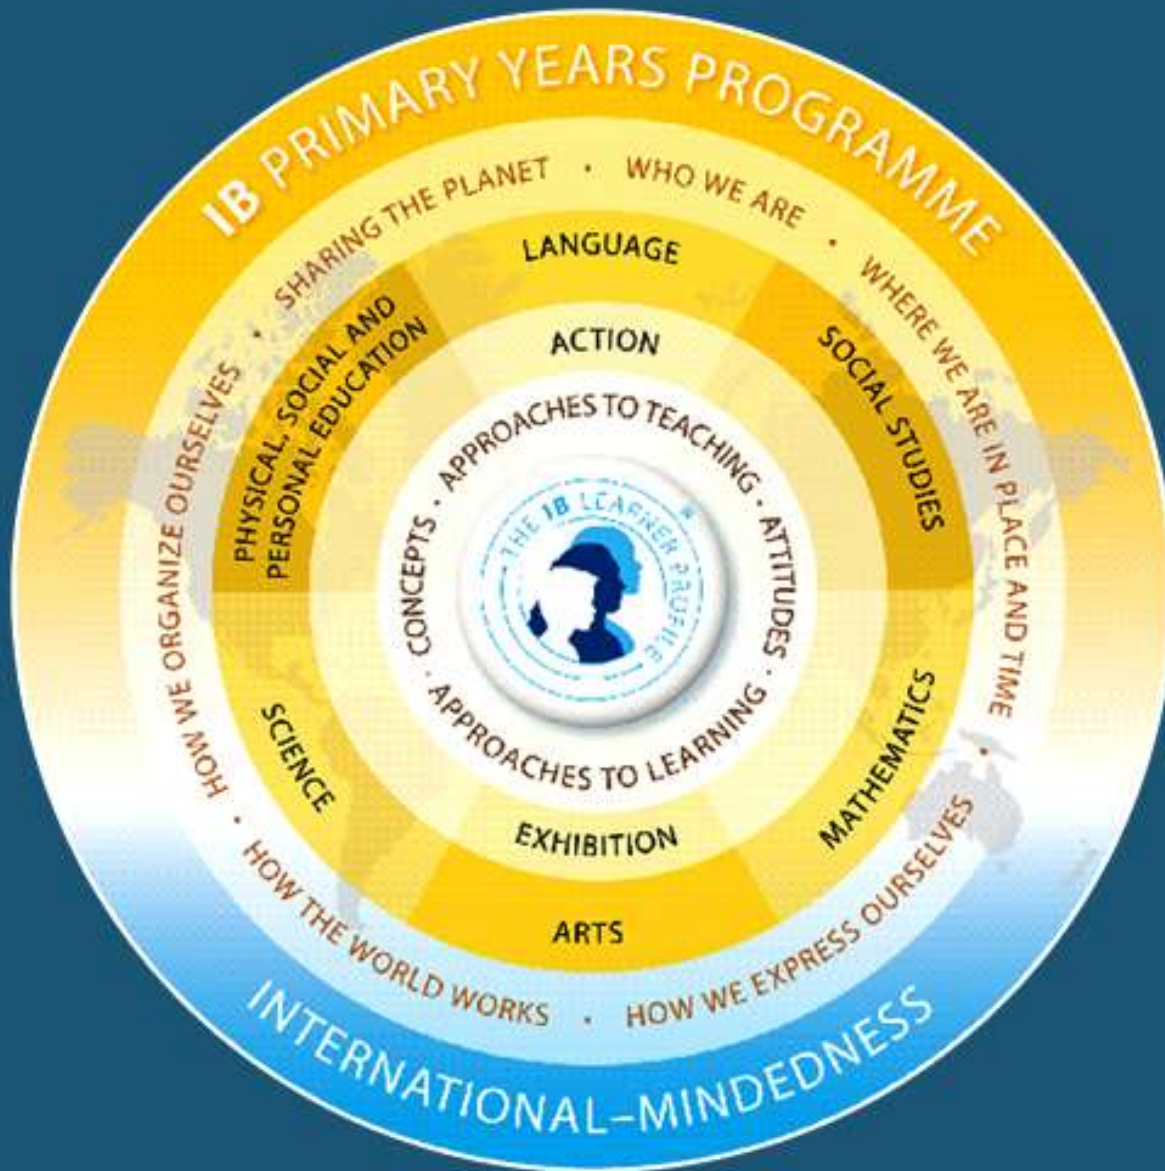 IB PRIMARY YEARS PROGRAMME
WHO WE ARE · WHERE WE ARE IN PLACE AND TIME · HOW WE EXPRESS OURSELVES · HOW THE WORLD WORKS · HOW WE ORGANIZE OURSELVES · SHARING THE PLANET ·
LANGUAGE
SOCIAL STUDIES
MATHEMATICS
ARTS
SCIENCE
PHYSICAL, SOCIAL AND
PERSONAL EDUCATION
ACTION
EXHIBITION
APPROACHES TO TEACHING · ATTITUDES · APPROACHES TO LEARNING · CONCEPTS ·
THE IB LEARNER PROFILE
®
INTERNATIONAL–MINDEDNESS